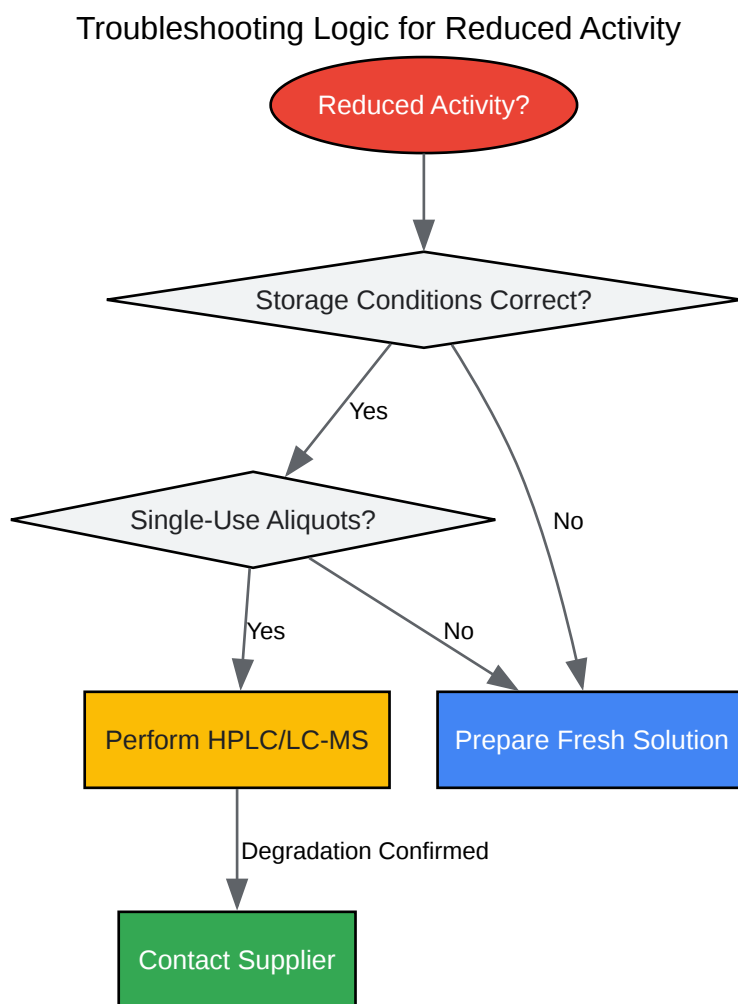 Troubleshooting Logic for Reduced Activity
Reduced Activity?
Storage Conditions Correct?
Yes
Single-Use Aliquots?
No
Yes
No
Perform HPLC/LC-MS
Prepare Fresh Solution
Degradation Confirmed
Contact Supplier